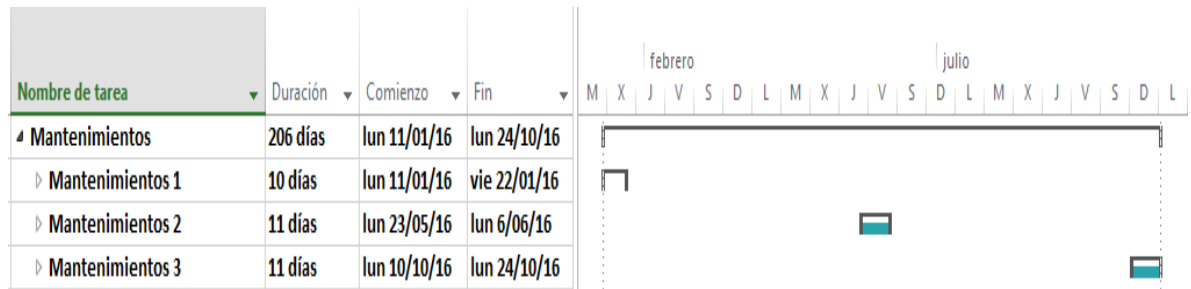 febrero julio
Nombre de tarea Duración Comienzo Fin M X J V S D L M X J V S D L M X J V S D L
Mantenimientos 206 días lun 11/01/16 lun 24/10/16
Mantenimientos 1 10 días lun 11/01/16 vie 22/01/16
Mantenimientos 2 11 días lun 23/05/16 lun 6/06/16
Mantenimientos 3 11 días lun 10/10/16 lun 24/10/16